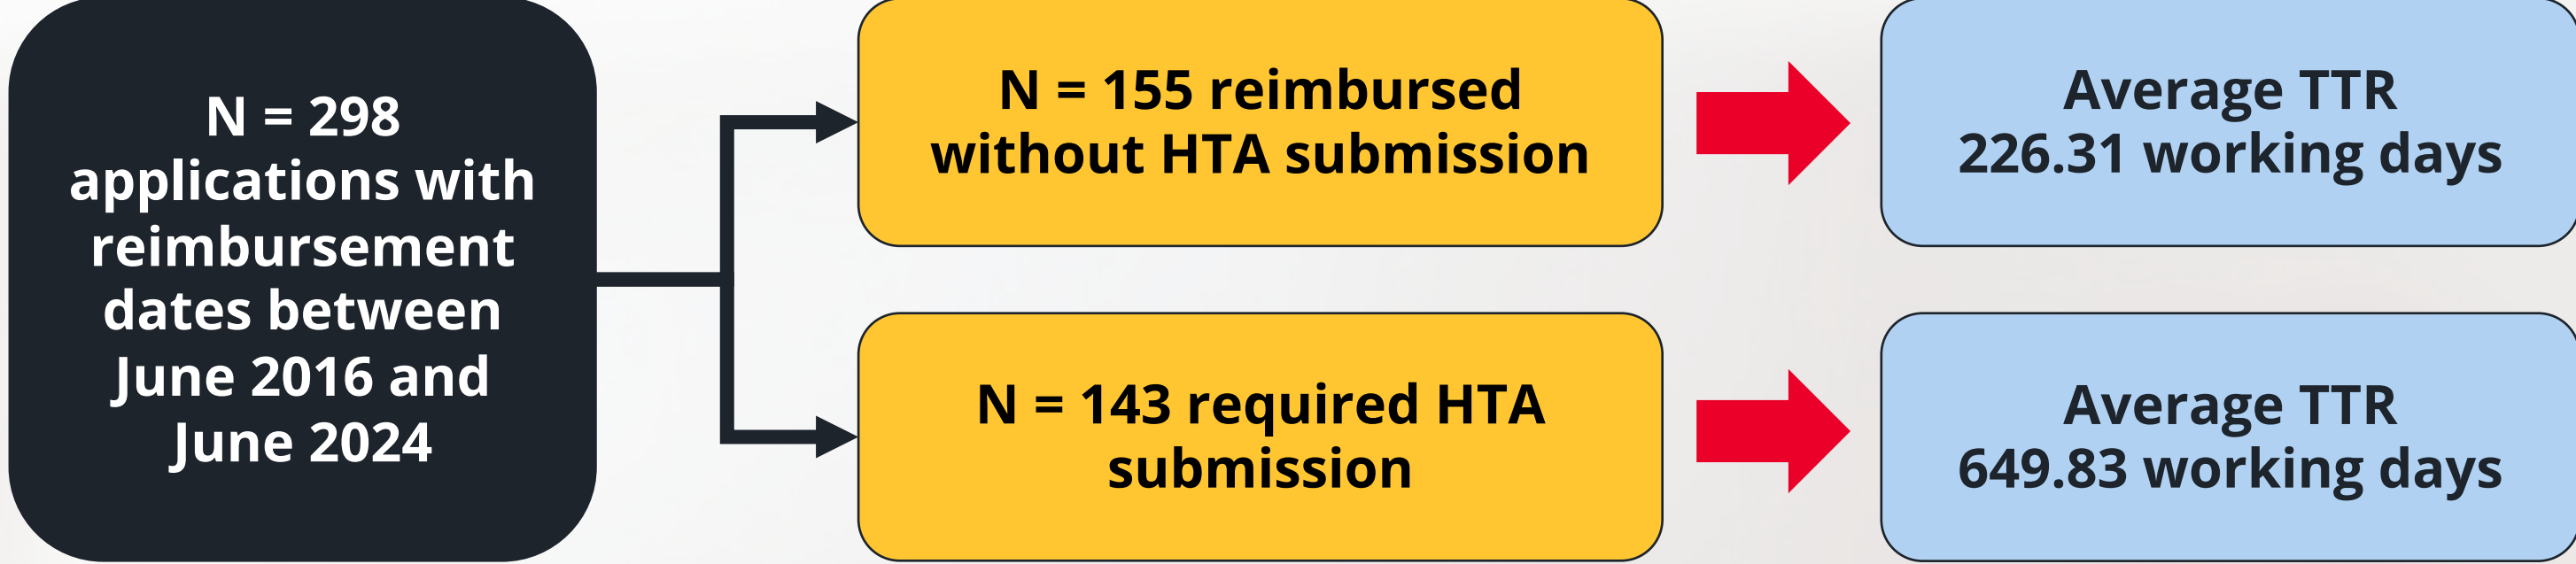 N = 298
applications with
reimbursement
dates between
June 2016 and
June 2024
N = 155 reimbursed
without HTA submission
Average TTR
226.31 working days
N = 143 required HTA
submission
Average TTR
649.83 working days